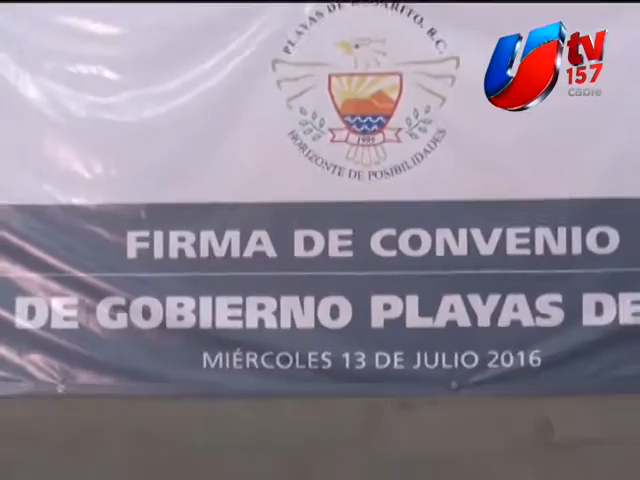 PLAYAS DE ROSARITO, B.C.
1995
HORIZONTE DE POSIBILIDADES
tv
157
cable
FIRMA DE CONVENIO
DE GOBIERNO PLAYAS DE
MIÉRCOLES 13 DE JULIO 2016